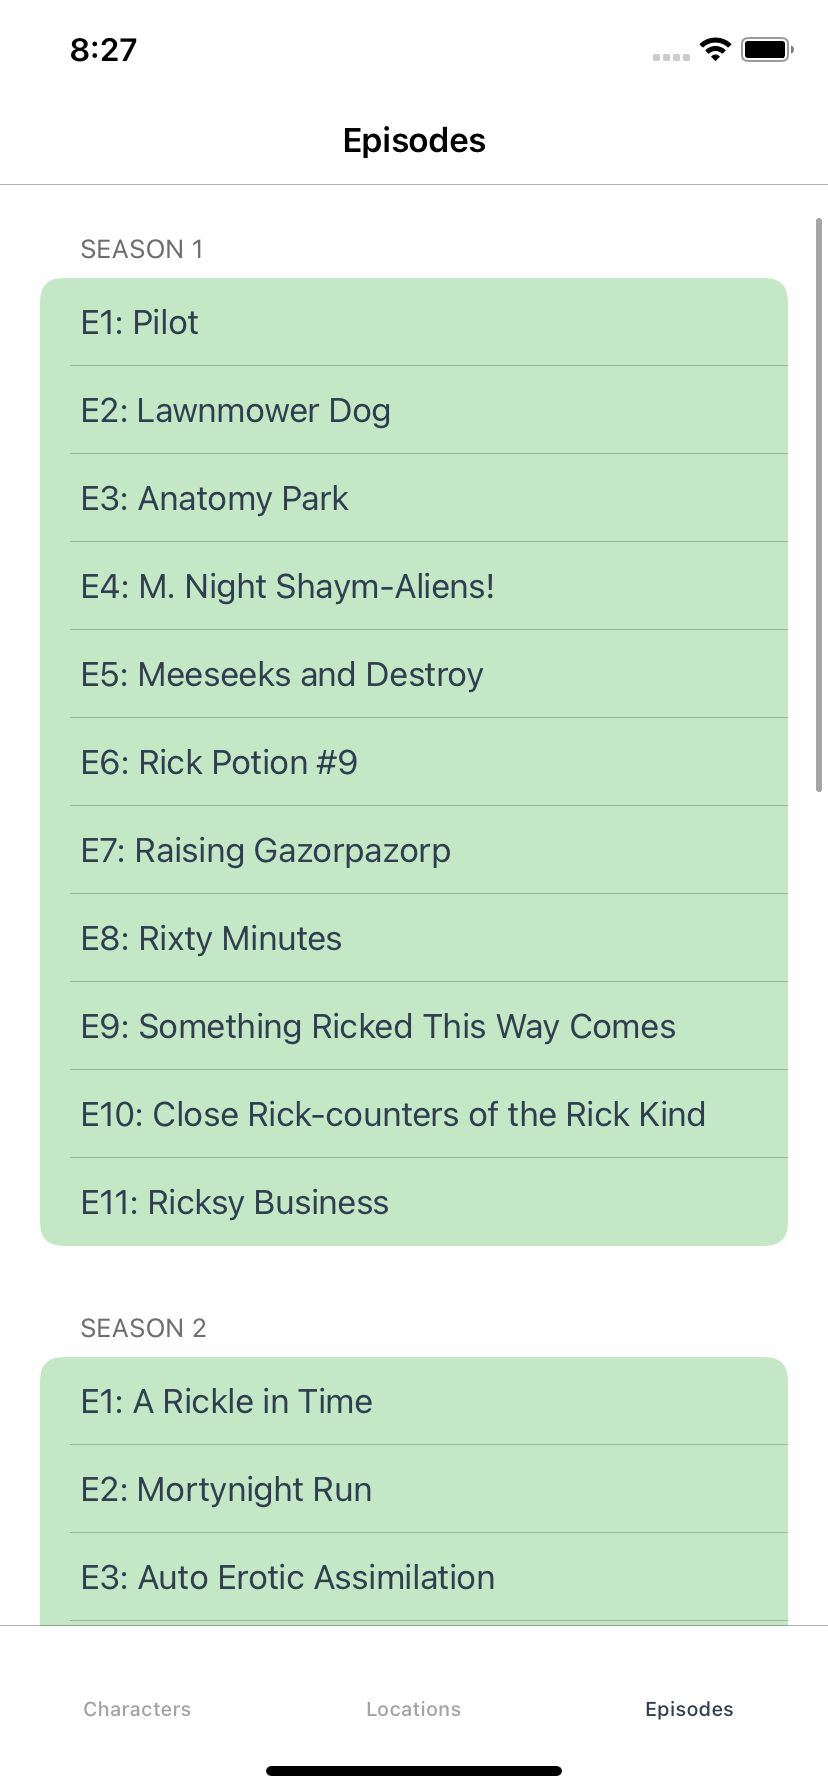 8:27
Episodes
SEASON 1
E1: Pilot
E2: Lawnmower Dog
E3: Anatomy Park
E4: M. Night Shaym-Aliens!
E5: Meeseeks and Destroy
E6: Rick Potion #9
E7: Raising Gazorpazorp
E8: Rixty Minutes
E9: Something Ricked This Way Comes
E10: Close Rick-counters of the Rick Kind
E11: Ricksy Business
SEASON 2
E1: A Rickle in Time
E2: Mortynight Run
E3: Auto Erotic Assimilation
Characters Locations Episodes